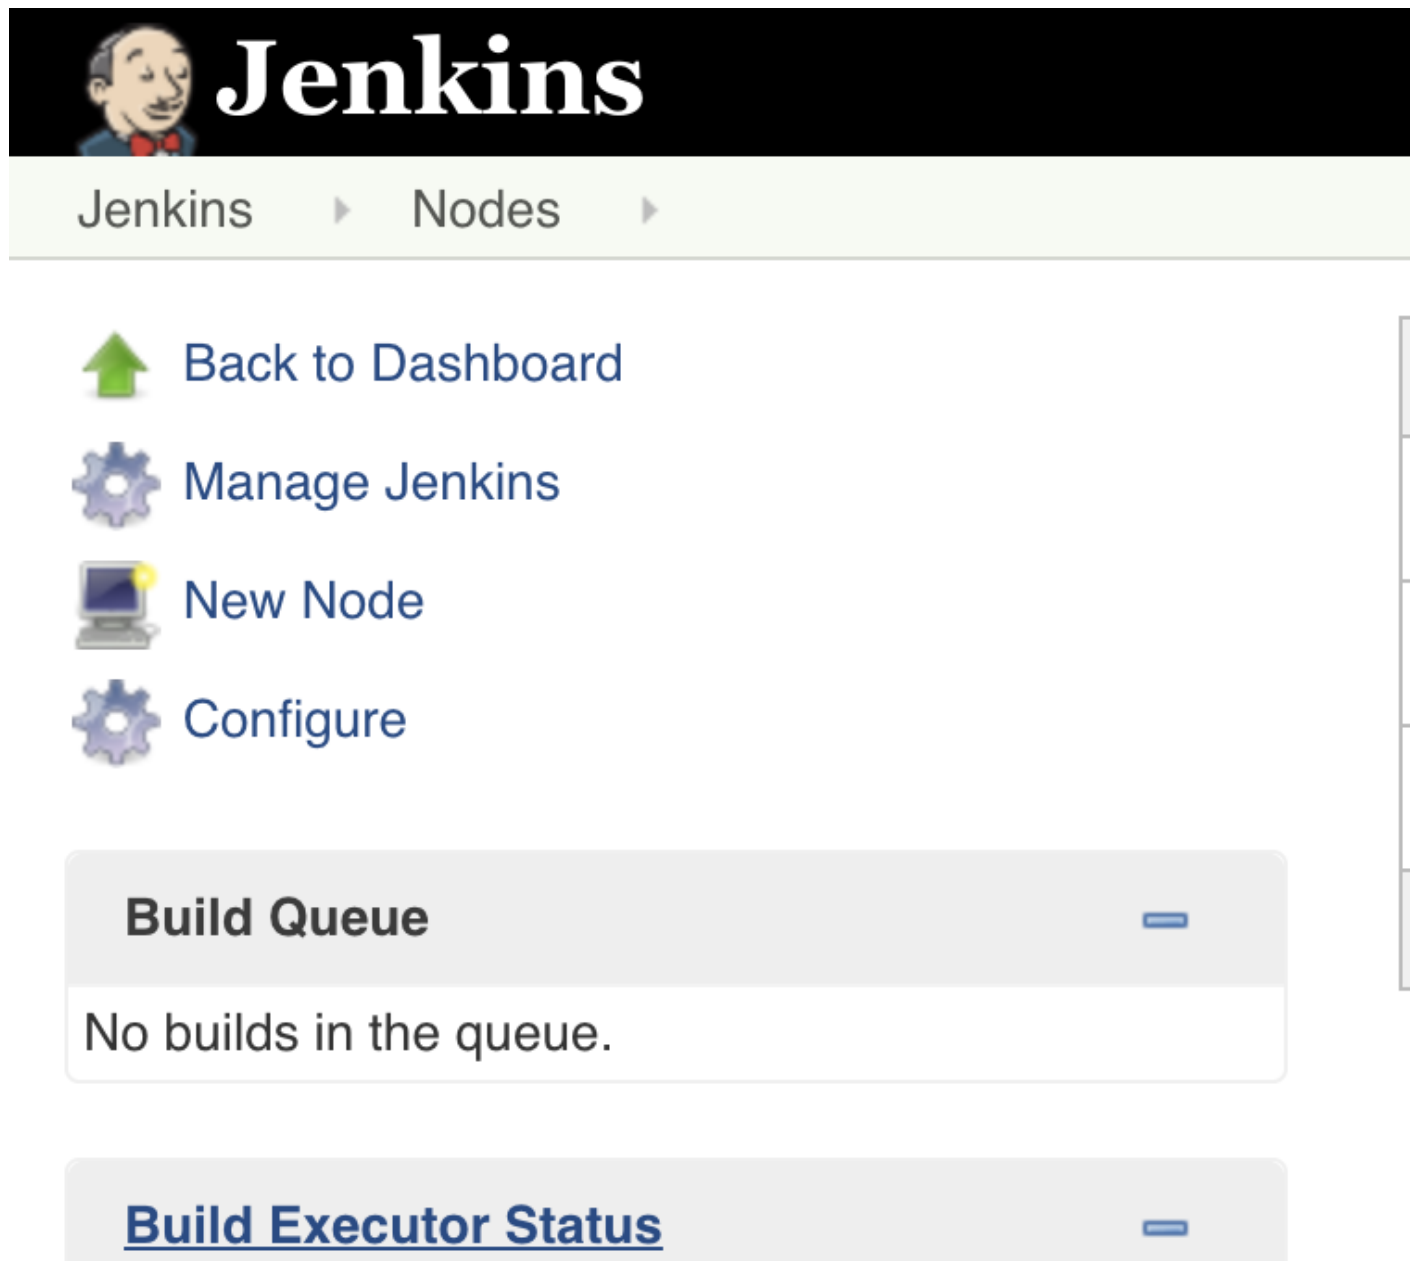 Jenkins
Jenkins Nodes
Back to Dashboard
Manage Jenkins
New Node
Configure
Build Queue
No builds in the queue.
Build Executor Status